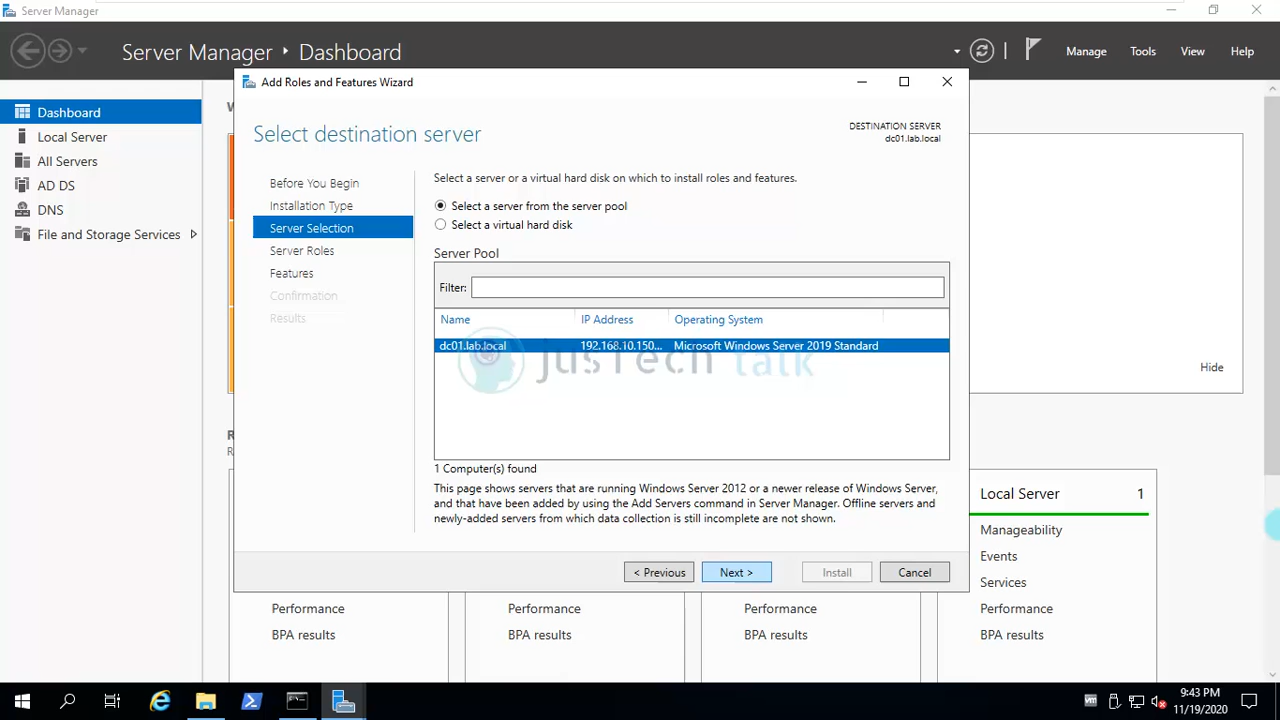 Server Manager
Server Manager ‣ Dashboard
Manage Tools View Help
Dashboard
Local Server
All Servers
AD DS
DNS
File and Storage Services
Add Roles and Features Wizard
Select destination server
DESTINATION SERVER
dc01.lab.local
Before You Begin
Installation Type
Server Selection
Server Roles
Features
Confirmation
Results
Select a server or a virtual hard disk on which to install roles and features.
Select a server from the server pool
Select a virtual hard disk
Server Pool
Filter:
Name IP Address Operating System
dc01.lab.local 192.168.10.150... Microsoft Windows Server 2019 Standard
jusTech talk
1 Computer(s) found
This page shows servers that are running Windows Server 2012 or a newer release of Windows Server,
and that have been added by using the Add Servers command in Server Manager. Offline servers and
newly-added servers from which data collection is still incomplete are not shown.
< Previous Next > Install Cancel
Hide
Local Server 1
Manageability
Events
Services
Performance Performance Performance Performance
BPA results BPA results BPA results BPA results
vm
9:43 PM
11/19/2020